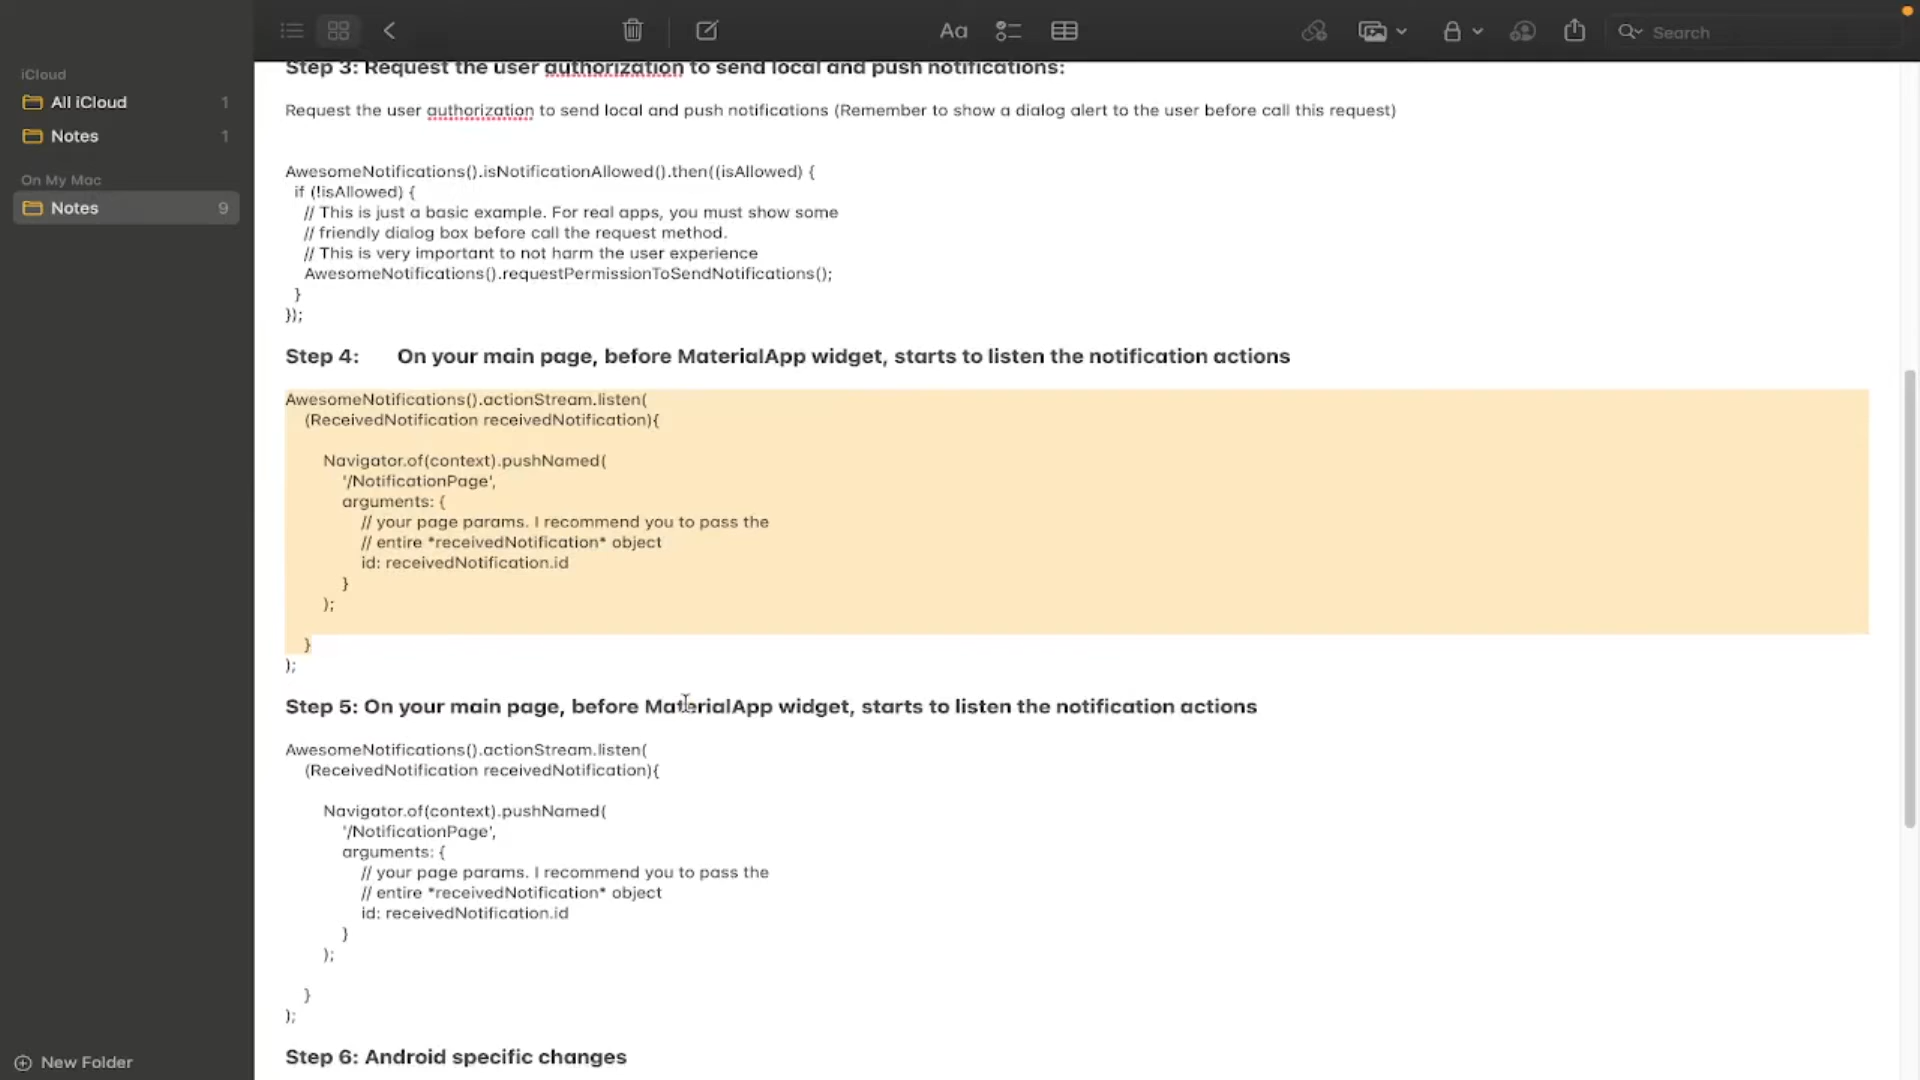 Search
iCloud
All iCloud 1
Notes 1
On My Mac
Notes 9
New Folder
Aa
Step 3: Request the user authorization to send local and push notifications:
Request the user authorization to send local and push notifications (Remember to show a dialog alert to the user before call this request)
AwesomeNotifications().isNotificationAllowed().then((isAllowed) {
if (!isAllowed) {
// This is just a basic example. For real apps, you must show some
// friendly dialog box before call the request method.
// This is very important to not harm the user experience
AwesomeNotifications().requestPermissionToSendNotifications();
}
});
Step 4: On your main page, before MaterialApp widget, starts to listen the notification actions
AwesomeNotifications().actionStream.listen(
(ReceivedNotification receivedNotification){
Navigator.of(context).pushNamed(
'/NotificationPage',
arguments: {
// your page params. I recommend you to pass the
// entire *receivedNotification* object
id: receivedNotification.id
}
);
}
);
Step 5: On your main page, before MaterialApp widget, starts to listen the notification actions
AwesomeNotifications().actionStream.listen(
(ReceivedNotification receivedNotification){
Navigator.of(context).pushNamed(
'/NotificationPage',
arguments: {
// your page params. I recommend you to pass the
// entire *receivedNotification* object
id: receivedNotification.id
}
);
}
);
Step 6: Android specific changes